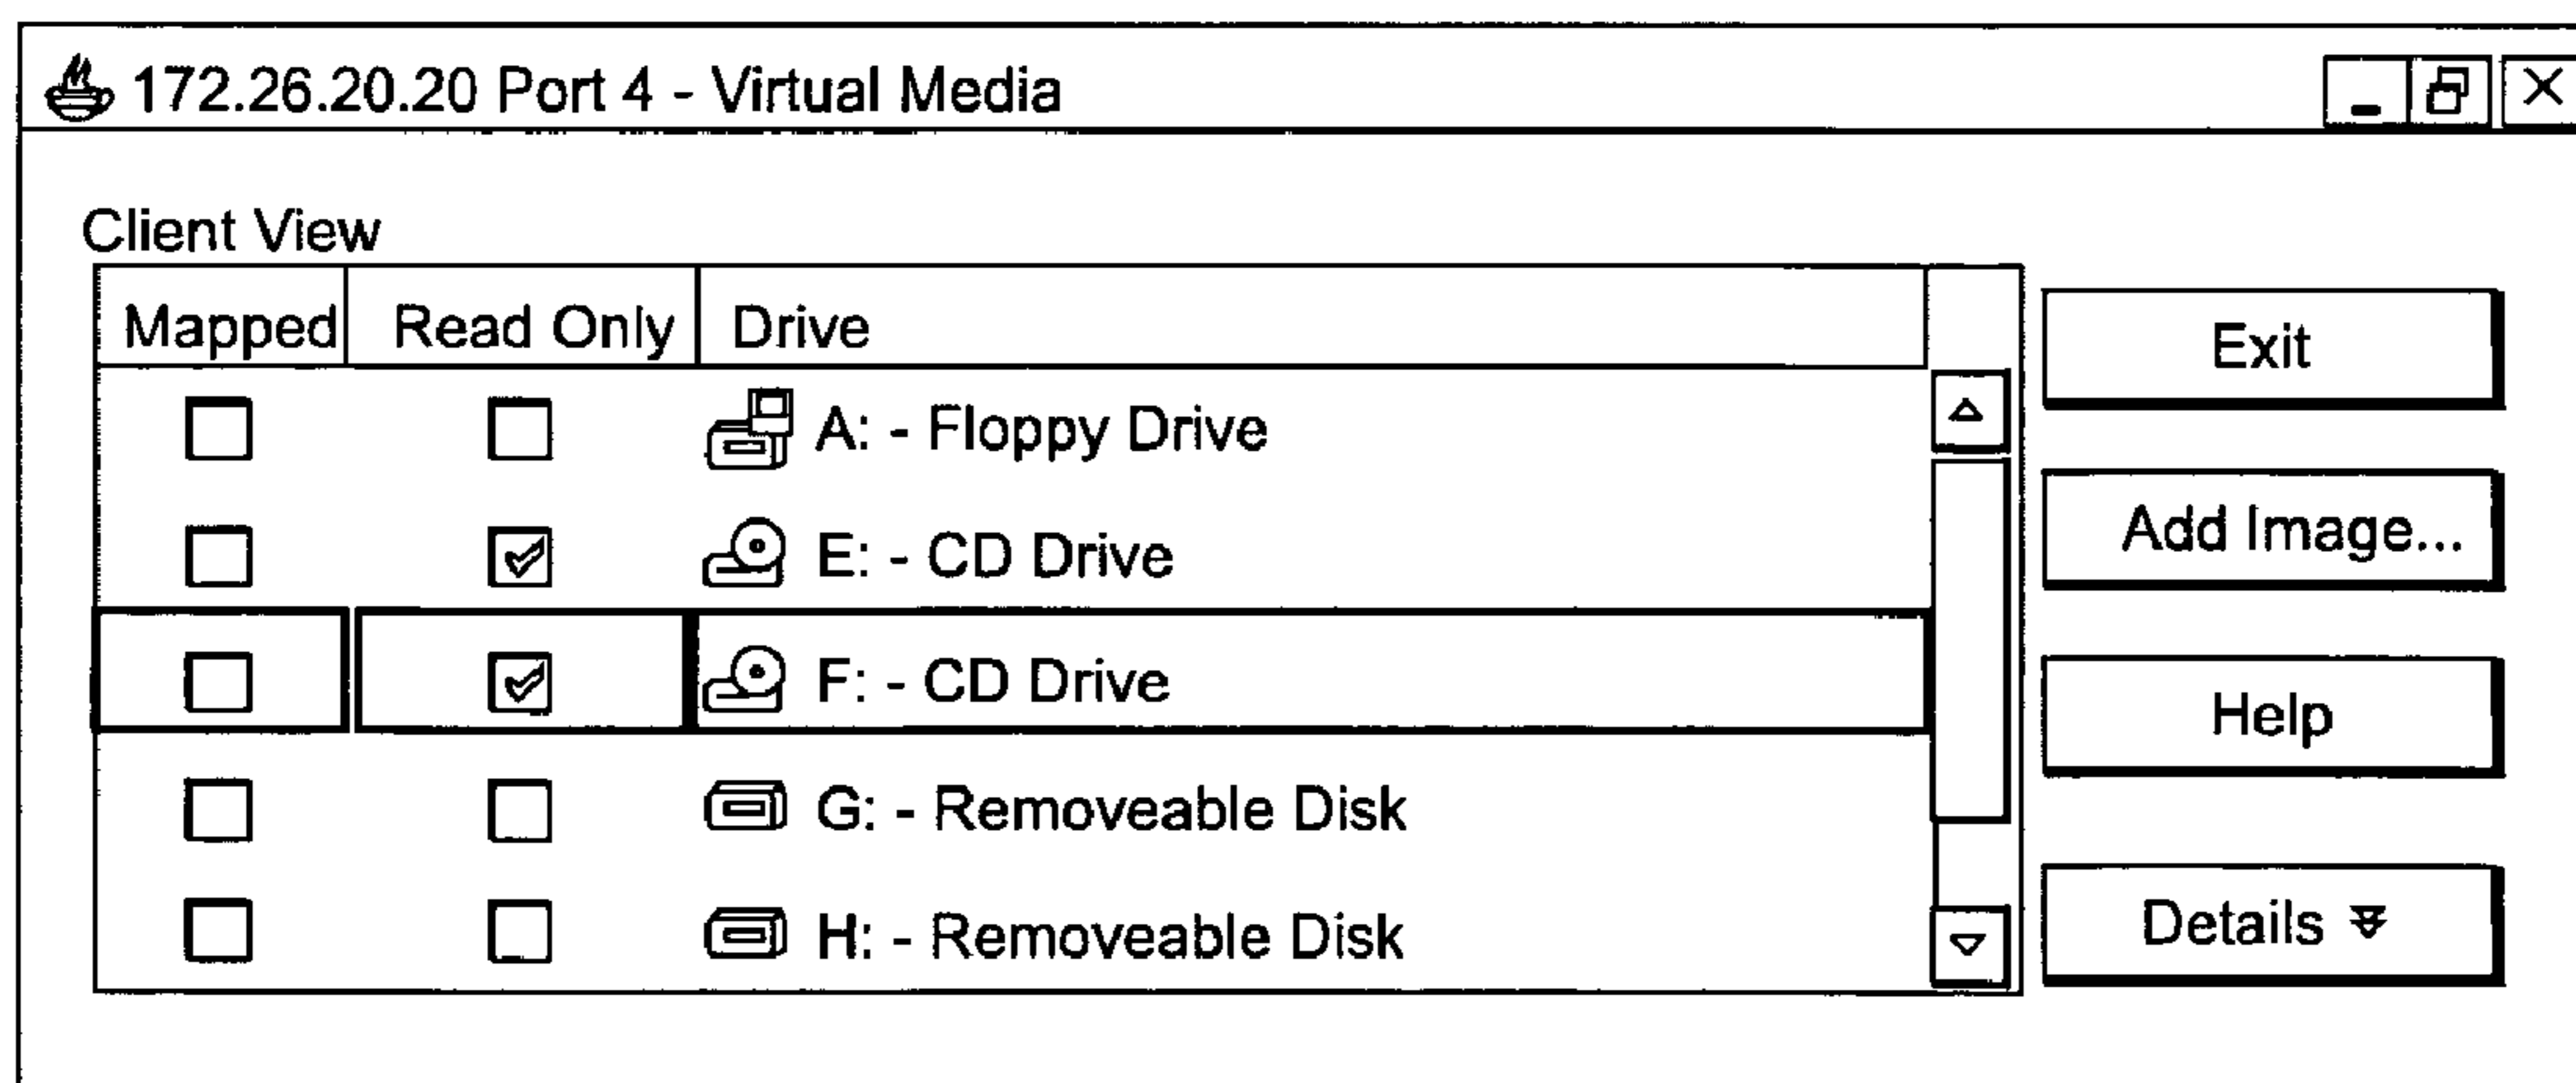 172.26.20.20 Port 4 - Virtual Media
Client View
Mapped Read Only Drive
A: - Floppy Drive
E: - CD Drive
F: - CD Drive
G: - Removeable Disk
H: - Removeable Disk
Exit
Add Image...
Help
Details